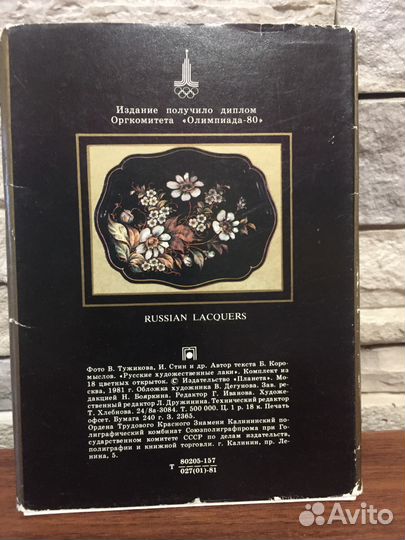 Издание получило диплом
Оргкомитета «Олимпиада-80»
RUSSIAN LACQUERS
Фото В. Тужикова, И. Стин и др. Автор текста Б. Коро-
мыслов. «Русские художественные лаки». Комплект из
18 цветных открыток. © Издательство «Планета». Мо-
сква, 1981 г. Обложка художника В. Дегунова. Зав. ре-
дакцией Н. Бояркина. Редактор Г. Иванова. Художе-
ственный редактор Л. Дружинина. Технический редактор
Т. Хлебнова. 24/8а-3084. Т. 500 000. Ц. 1 р. 18 к. Печать
офсет. Бумага 240 г. З. 2365.
Ордена Трудового Красного Знамени Калининский по-
лиграфический комбинат Союзполиграфпрома при Го-
сударственном комитете СССР по делам издательств,
полиграфии и книжной торговли. г. Калинин, пр. Ле-
нина, 5.
Т 80205-157
027(01)-81
Avito